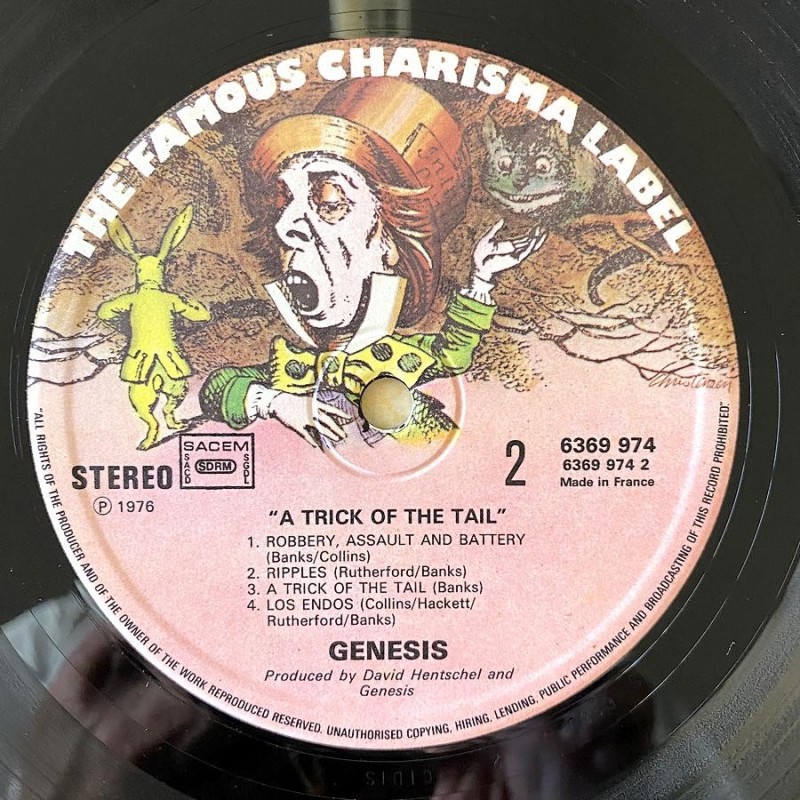 THE FAMOUS CHARISMA LABEL
Christensen
STEREO
SACEM
SACD
SDRM
SGDL
℗ 1976
2
6369 974
6369 974 2
Made in France
"A TRICK OF THE TAIL"
1. ROBBERY, ASSAULT AND BATTERY
(Banks/Collins)
2. RIPPLES (Rutherford/Banks)
3. A TRICK OF THE TAIL (Banks)
4. LOS ENDOS (Collins/Hackett/
Rutherford/Banks)
GENESIS
Produced by David Hentschel and
Genesis
"ALL RIGHTS OF THE PRODUCER AND OF THE OWNER OF THE WORK REPRODUCED RESERVED. UNAUTHORISED COPYING, HIRING, LENDING, PUBLIC PERFORMANCE AND BROADCASTING OF THIS RECORD PROHIBITED."